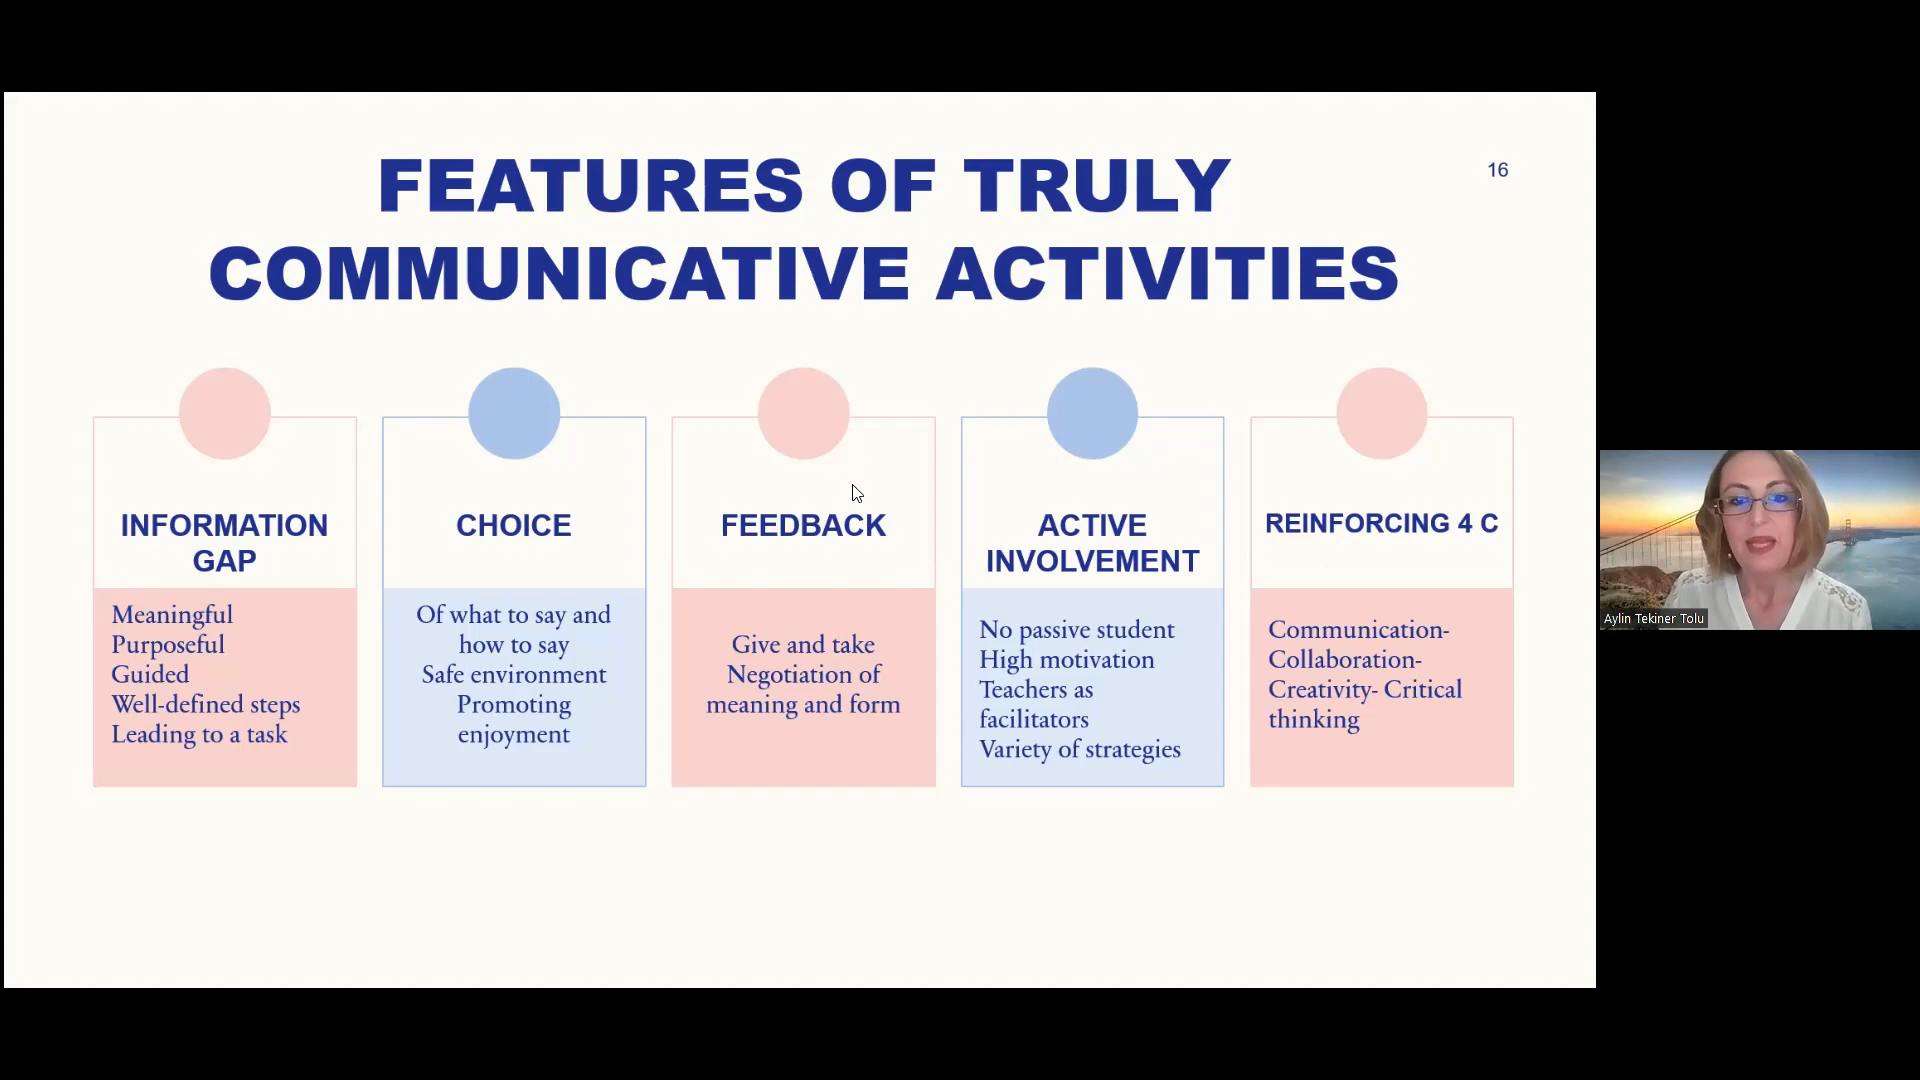 FEATURES OF TRULY
COMMUNICATIVE ACTIVITIES
16
INFORMATION
GAP
Meaningful
Purposeful
Guided
Well-defined steps
Leading to a task
CHOICE
Of what to say and
how to say
Safe environment
Promoting
enjoyment
FEEDBACK
Give and take
Negotiation of
meaning and form
ACTIVE
INVOLVEMENT
No passive student
High motivation
Teachers as
facilitators
Variety of strategies
REINFORCING 4 C
Communication-
Collaboration-
Creativity- Critical
thinking
Aylin Tekiner Tolu